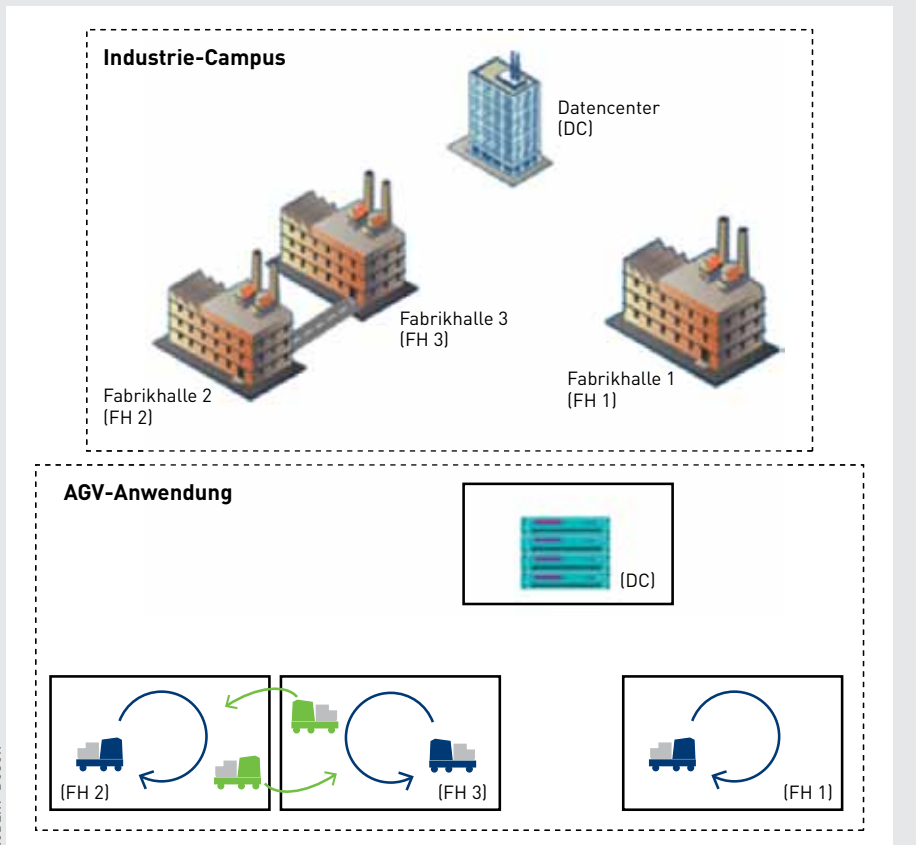 Industrie-Campus
Datencenter
(DC)
Fabrikhalle 3
(FH 3)
Fabrikhalle 2
(FH 2)
Fabrikhalle 1
(FH 1)
AGV-Anwendung
(DC)
(FH 2)
(FH 3)
(FH 1)